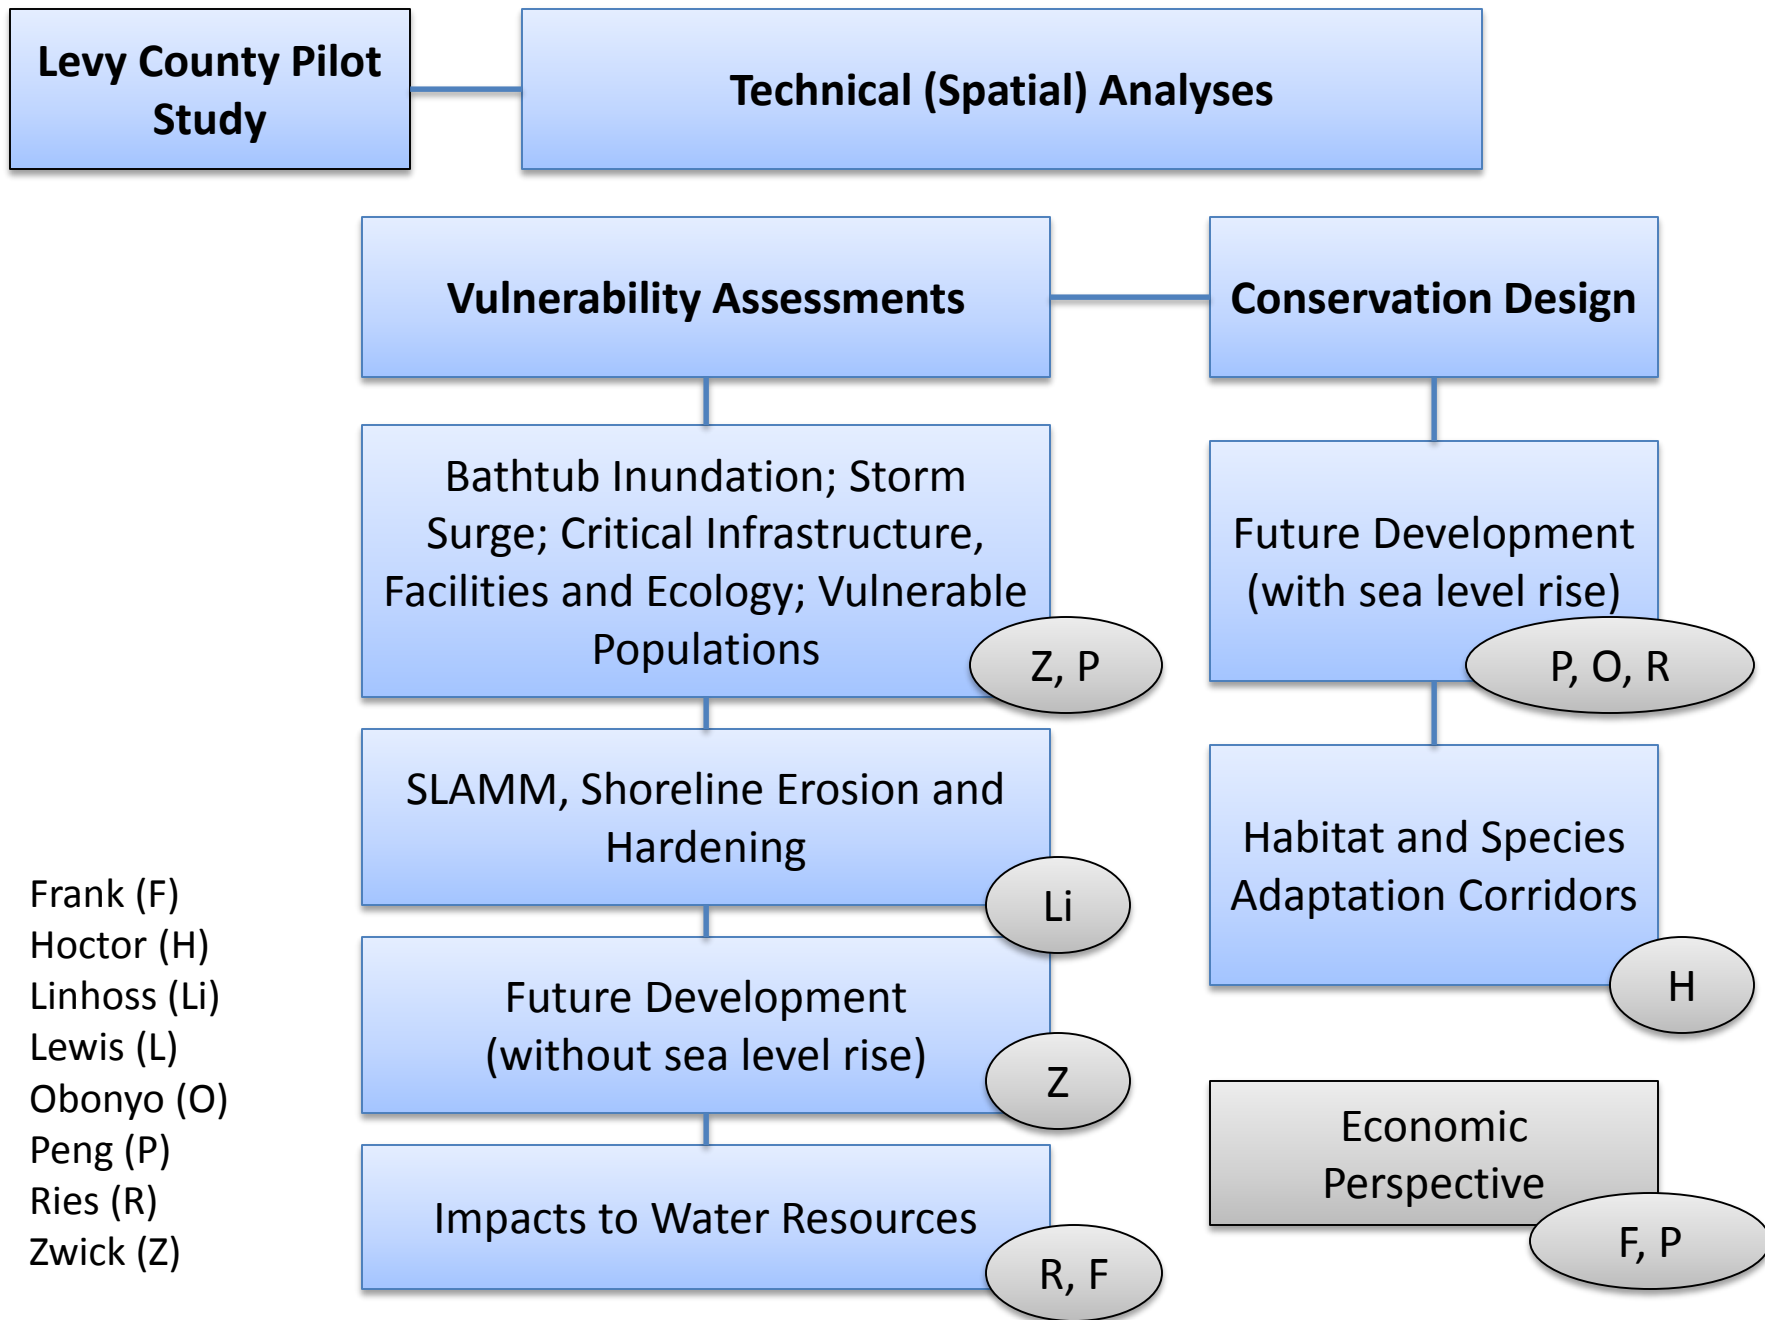 Levy County Pilot
Study
Technical (Spatial) Analyses
Vulnerability Assessments
Conservation Design
Bathtub Inundation; Storm
Surge; Critical Infrastructure,
Facilities and Ecology; Vulnerable
Populations
Z, P
SLAMM, Shoreline Erosion and
Hardening
Li
Future Development
(without sea level rise)
Z
Impacts to Water Resources
R, F
Future Development
(with sea level rise)
P, O, R
Habitat and Species
Adaptation Corridors
H
Economic
Perspective
F, P
Frank (F)
Hoctor (H)
Linhoss (Li)
Lewis (L)
Obonyo (O)
Peng (P)
Ries (R)
Zwick (Z)